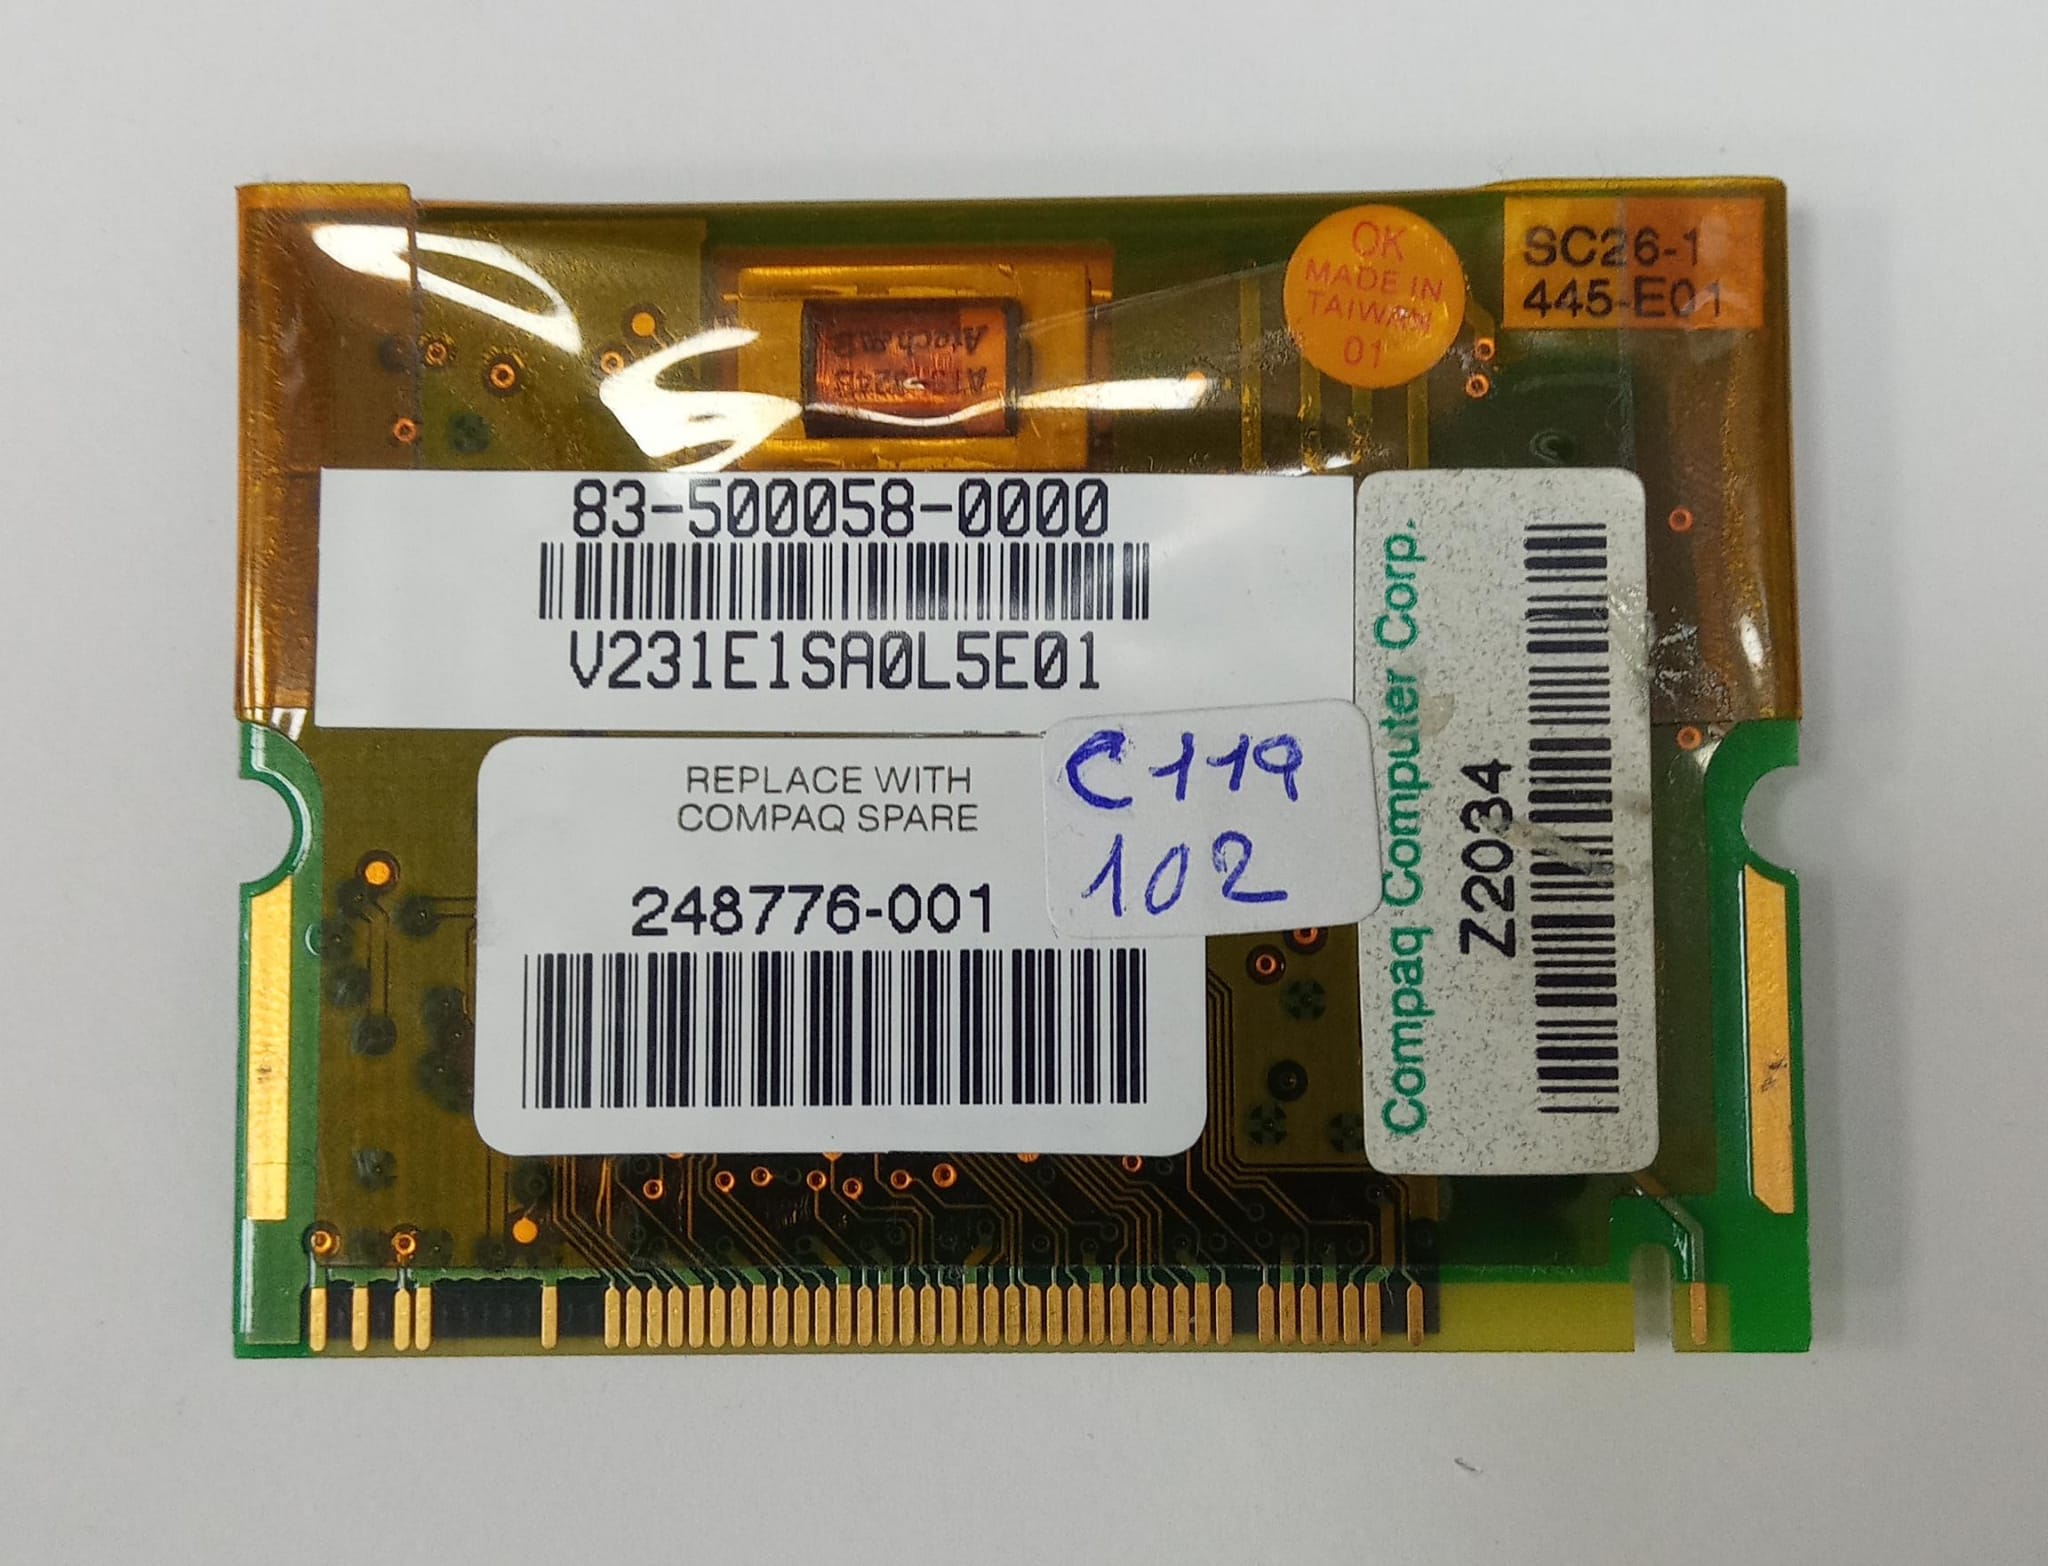 OK
MADE IN
TAIWAN
01
SC26-1
445-E01
83-500058-0000
V231E1SA0L5E01
REPLACE WITH
COMPAQ SPARE
248776-001
C119
102
Compaq Computer Corp.
Z2034